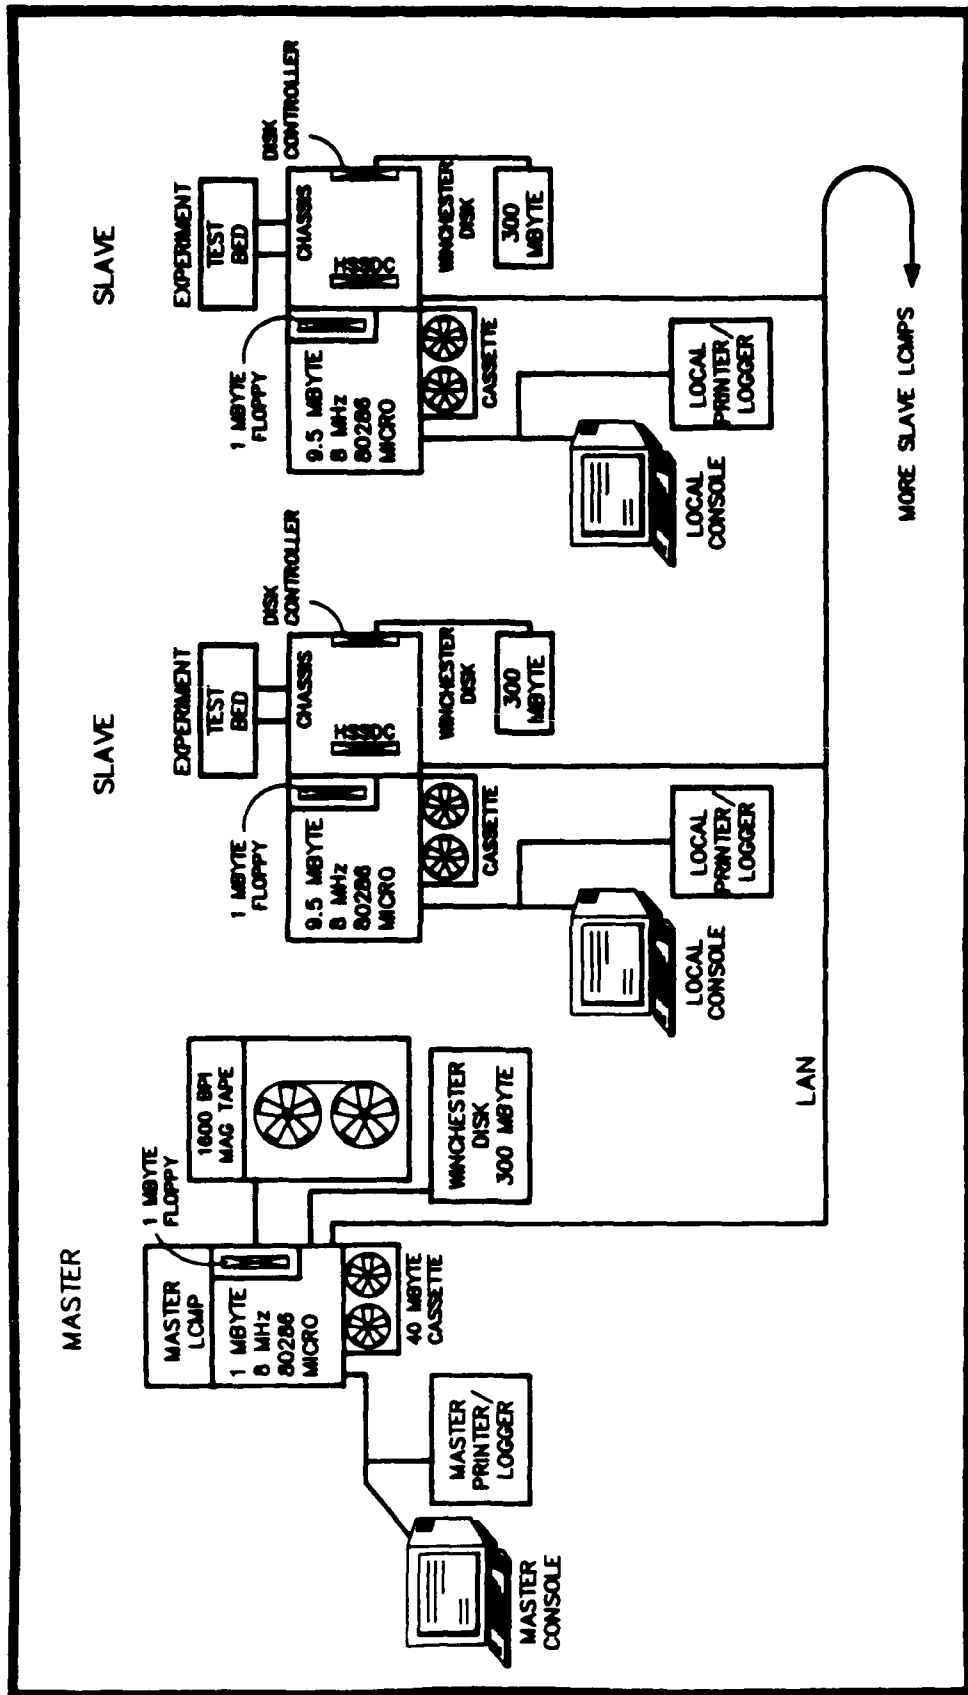 MASTER
MASTER
LCMP
1 MBYTE
FLOPPY
1 MBYTE
8 MHz
80286
MICRO
1600 BPI
MAG TAPE
40 MBYTE
CASSETTE
WINCHESTER
DISK
300 MBYTE
MASTER
PRINTER/
LOGGER
MASTER
CONSOLE
LAN
SLAVE
EXPERIMENT
TEST
BED
1 MBYTE
FLOPPY
DISK
CONTROLLER
9.5 MBYTE
8 MHz
80286
MICRO
CHASSIS
CASSETTE
WINCHESTER
DISK
300
MBYTE
LOCAL
CONSOLE
LOCAL
PRINTER/
LOGGER
SLAVE
EXPERIMENT
TEST
BED
1 MBYTE
FLOPPY
DISK
CONTROLLER
9.5 MBYTE
8 MHz
80286
MICRO
CHASSIS
CASSETTE
WINCHESTER
DISK
300
MBYTE
LOCAL
CONSOLE
LOCAL
PRINTER/
LOGGER
MORE SLAVE LCMPS